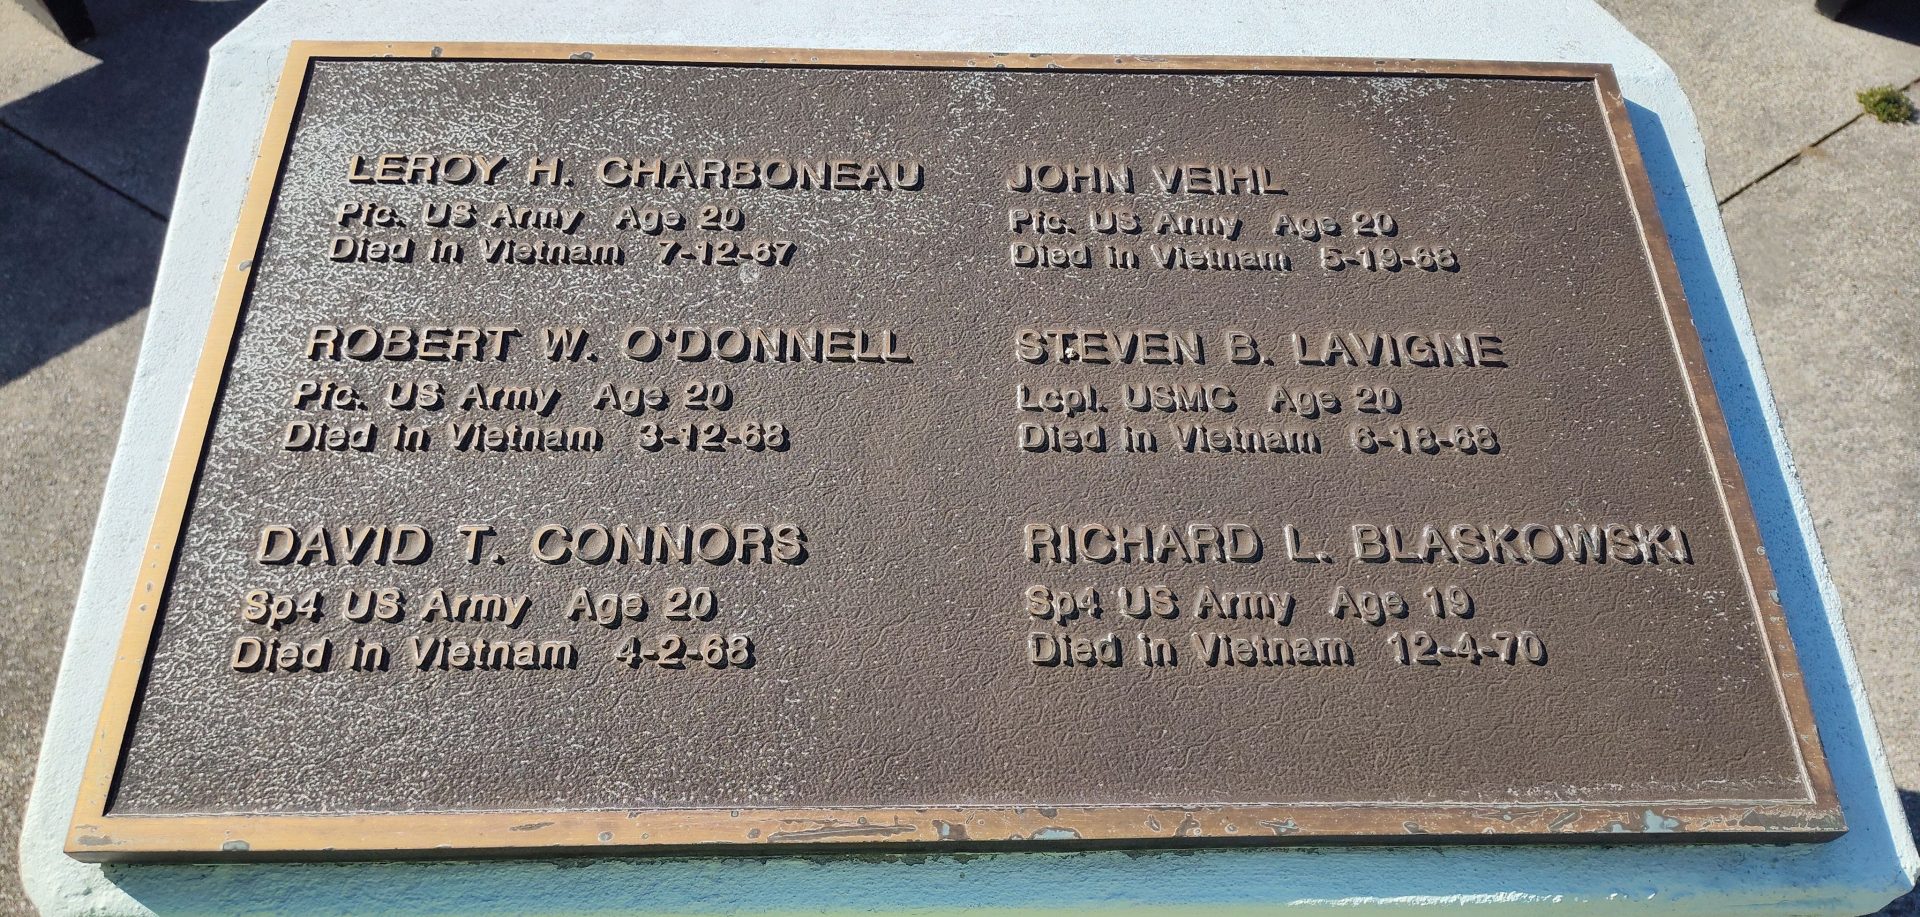 LEROY H. CHARBONEAU
Pfc. US Army Age 20
Died in Vietnam 7-12-67
ROBERT W. O'DONNELL
Pfc. US Army Age 20
Died in Vietnam 3-12-68
DAVID T. CONNORS
Sp4 US Army Age 20
Died in Vietnam 4-2-68
JOHN VEIHL
Pfc. US Army Age 20
Died in Vietnam 5-19-68
STEVEN B. LAVIGNE
Lcpl. USMC Age 20
Died in Vietnam 6-18-68
RICHARD L. BLASKOWSKI
Sp4 US Army Age 19
Died in Vietnam 12-4-70